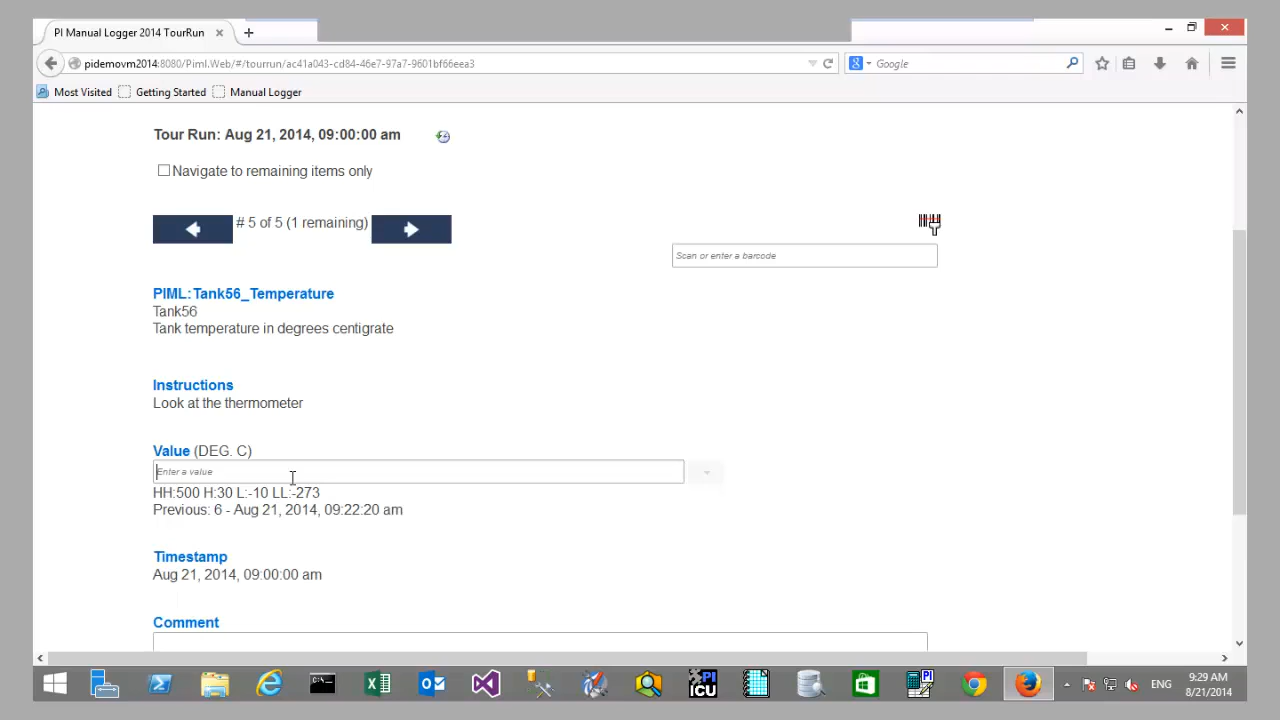 PI Manual Logger 2014 TourRun
pidemovm2014:8080/Piml.Web/#/tourrun/ac41a043-cd84-46e7-97a7-9601bf66eea3
Google
Most Visited Getting Started Manual Logger
Tour Run: Aug 21, 2014, 09:00:00 am
Navigate to remaining items only
# 5 of 5 (1 remaining)
Scan or enter a barcode
PIML:Tank56_Temperature
Tank56
Tank temperature in degrees centigrate
Instructions
Look at the thermometer
Value (DEG. C)
Enter a value
HH:500 H:30 L:-10 LL:-273
Previous: 6 - Aug 21, 2014, 09:22:20 am
Timestamp
Aug 21, 2014, 09:00:00 am
Comment
PI
ICU
PI
ENG
9:29 AM
8/21/2014